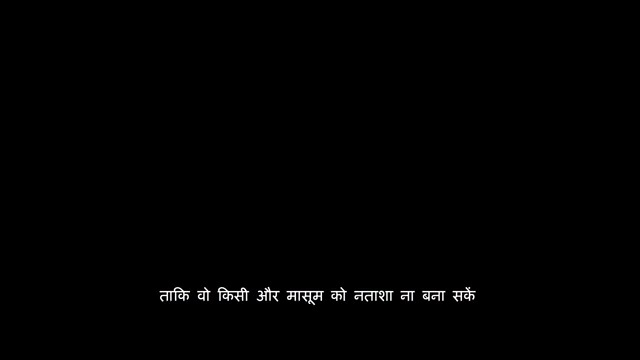 ताकि वो किसी और मासूम को नताशा ना बना सकें